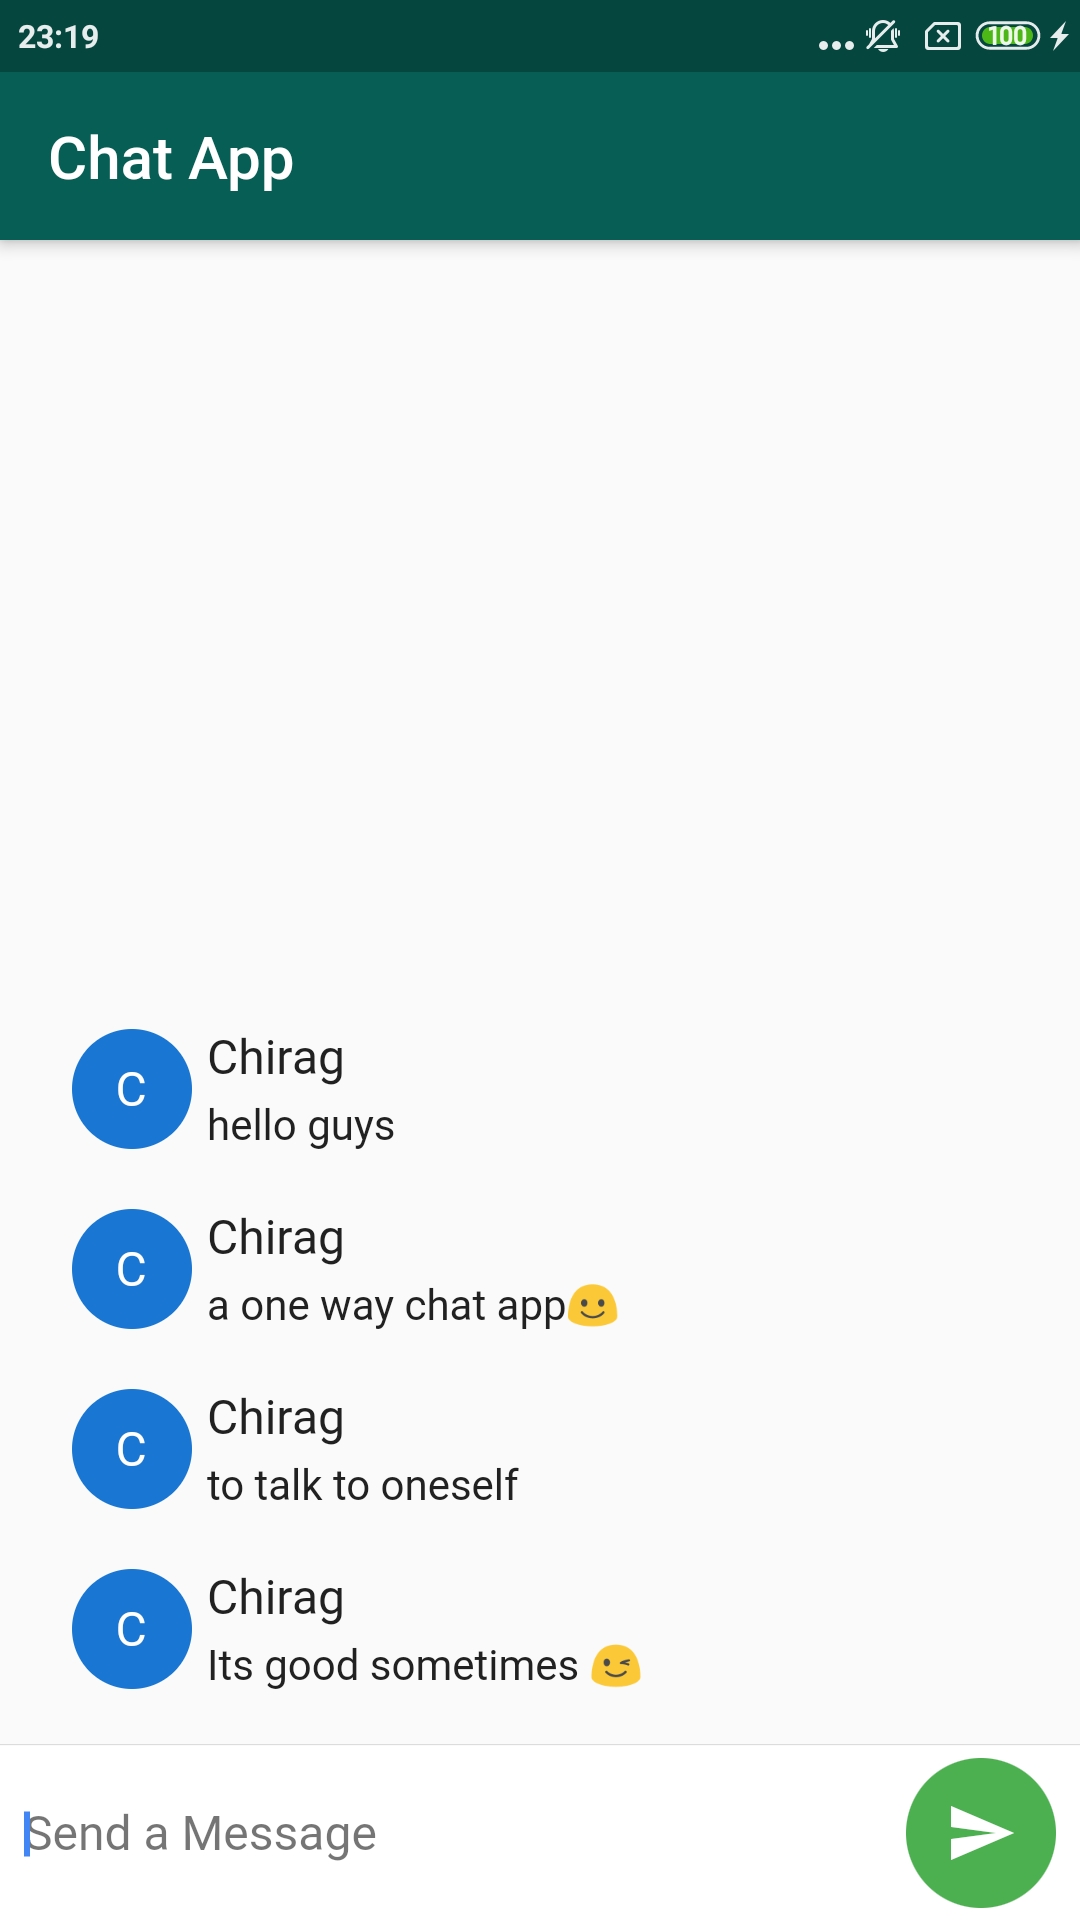 23:19 100
Chat App
C Chirag
hello guys
C Chirag
a one way chat app🙂
C Chirag
to talk to oneself
C Chirag
Its good sometimes 😉
Send a Message